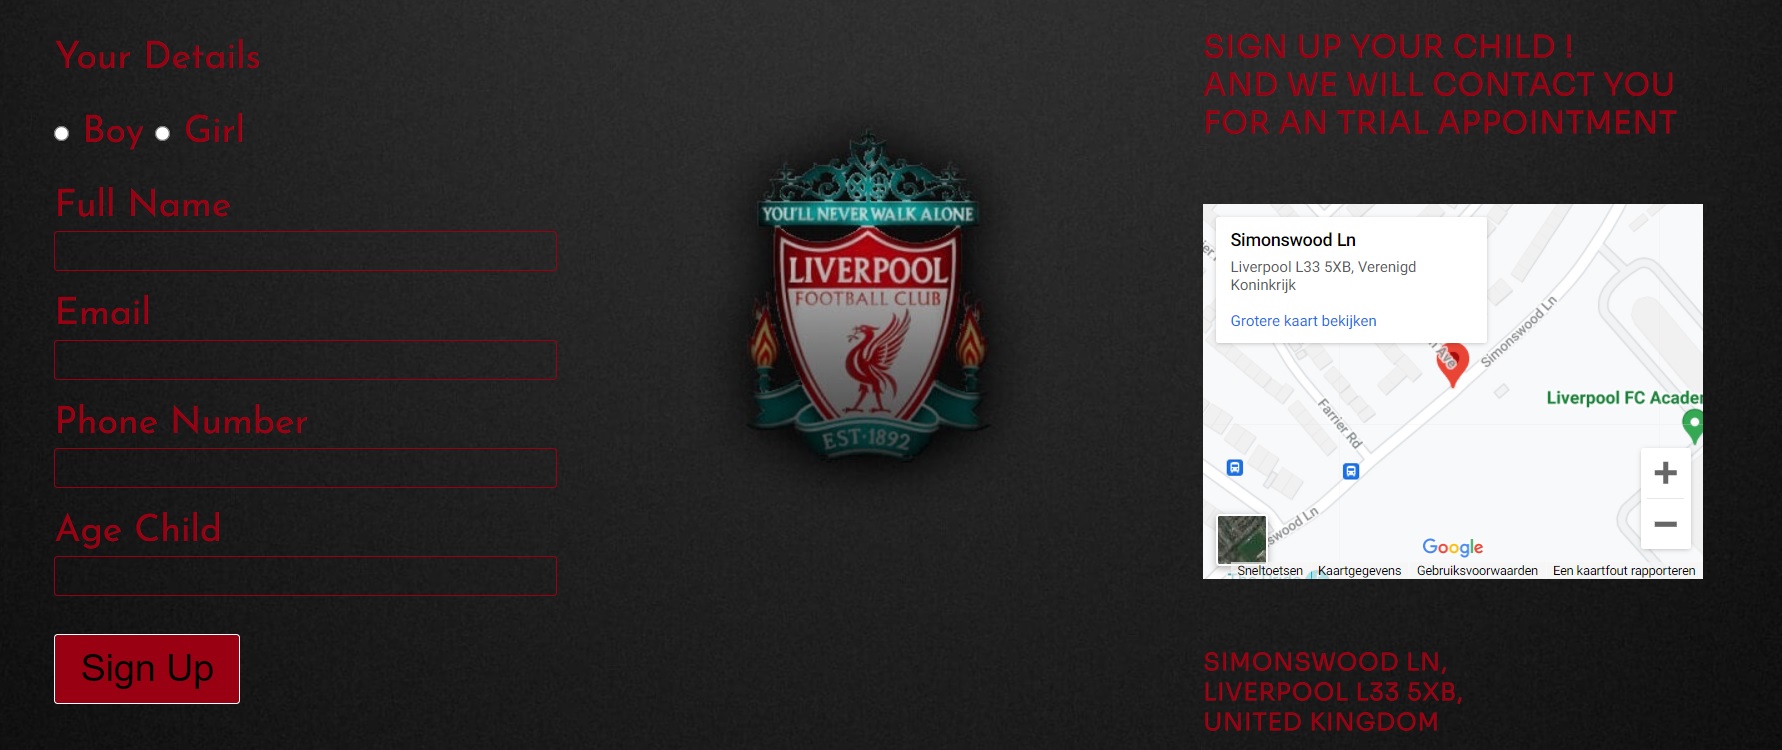 Your Details
Boy Girl
Full Name
Email
Phone Number
Age Child
Sign Up
YOU'LL NEVER WALK ALONE
LIVERPOOL
FOOTBALL CLUB
EST·1892
SIGN UP YOUR CHILD !
AND WE WILL CONTACT YOU
FOR AN TRIAL APPOINTMENT
Simonswood Ln
Liverpool L33 5XB, Verenigd
Koninkrijk
Grotere kaart bekijken
Simonswood Ln
Liverpool FC Acader
Farrier Rd
swood Ln
Google
Sneltoetsen Kaartgegevens Gebruiksvoorwaarden Een kaartfout rapporteren
SIMONSWOOD LN,
LIVERPOOL L33 5XB,
UNITED KINGDOM